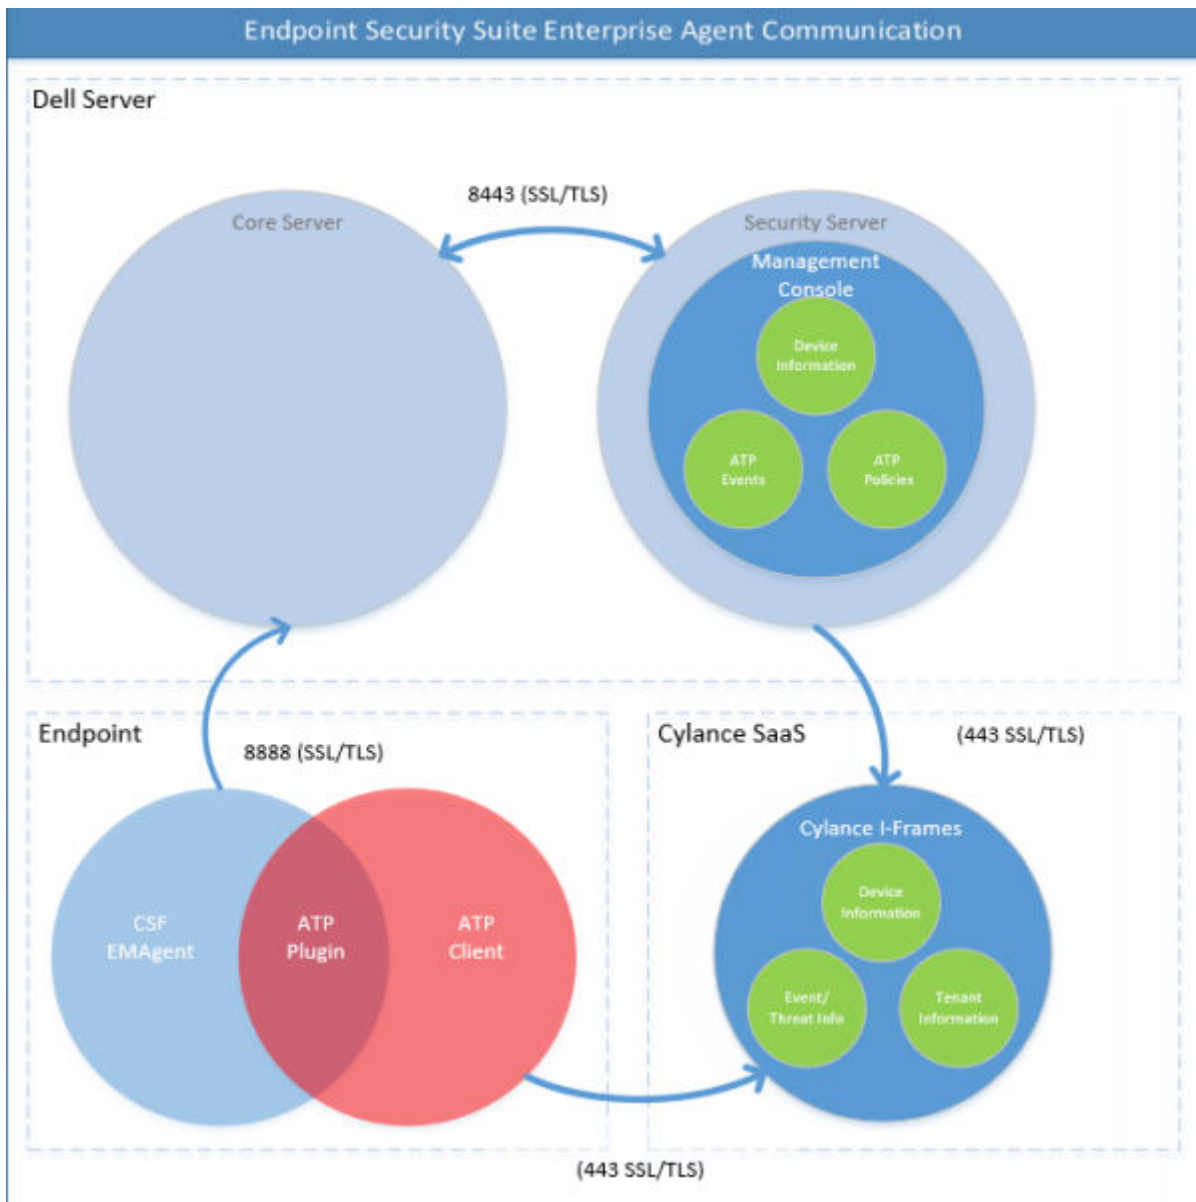 Endpoint Security Suite Enterprise Agent Communication
Dell Server
8443 (SSL/TLS)
Core Server
Security Server
Management
Console
Device
Information
ATP
Events
ATP
Policies
Endpoint
8888 (SSL/TLS)
CSF
EMAgent
ATP
Plugin
ATP
Client
Cylance SaaS
(443 SSL/TLS)
Cylance I-Frames
Device
Information
Event/
Threat Info
Tenant
Information
(443 SSL/TLS)